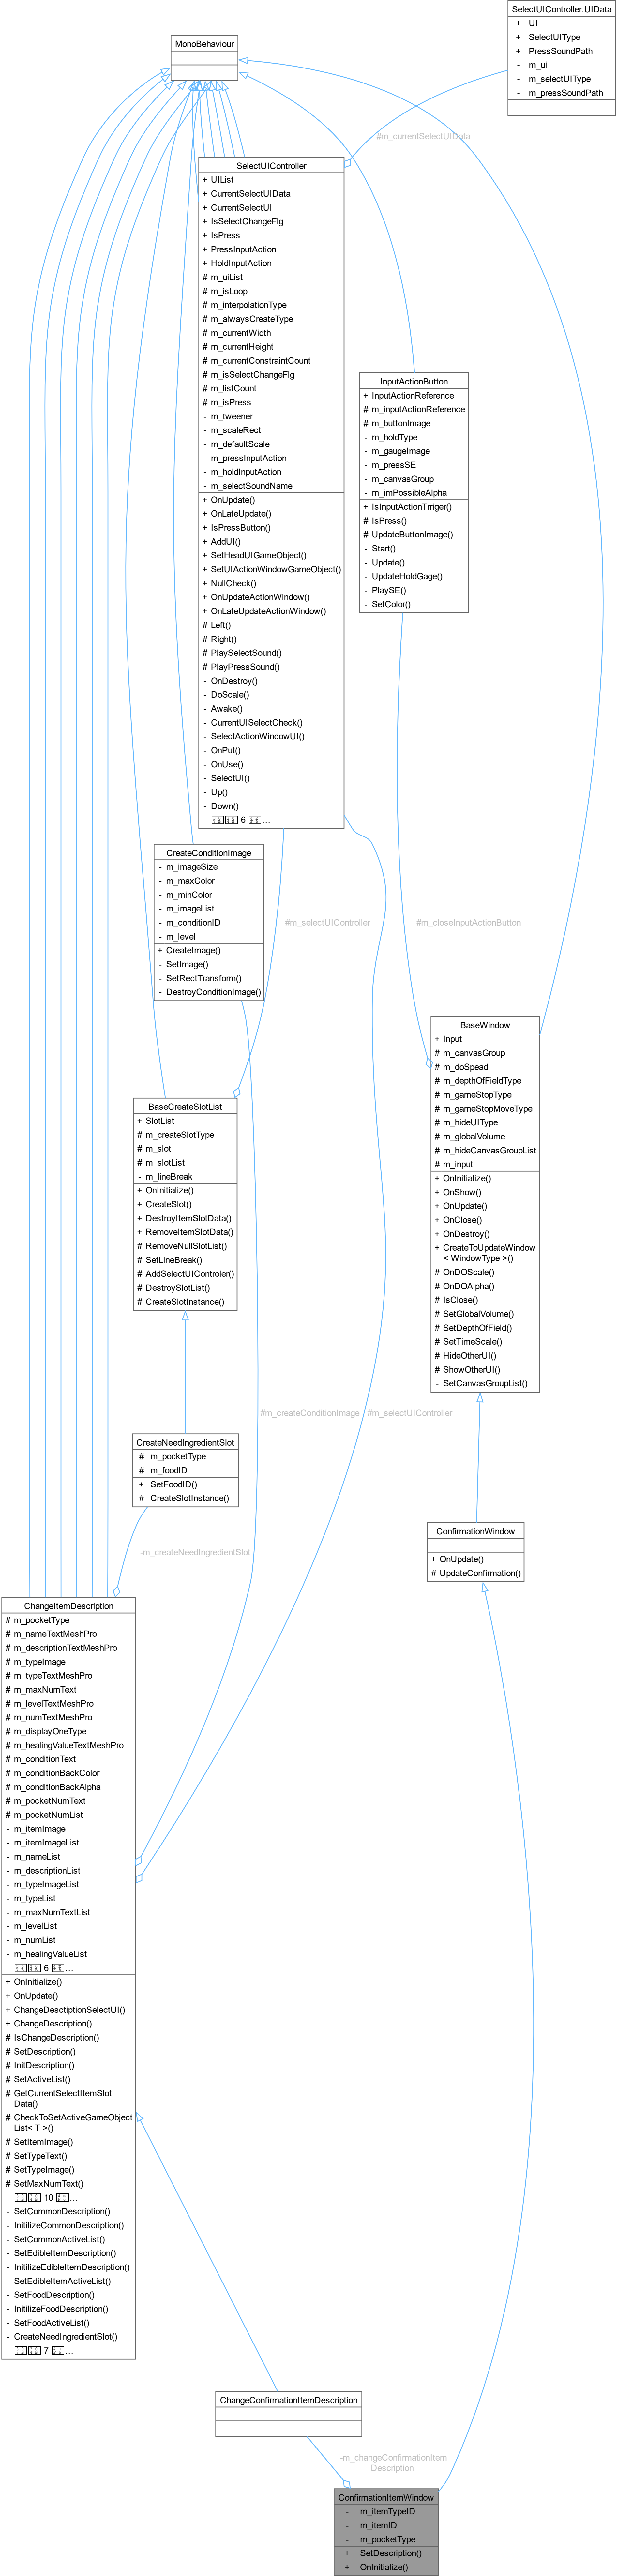 SelectUIController.UIData
+ UI
+ SelectUIType
+ PressSoundPath
- m_ui
- m_selectUIType
- m_pressSoundPath
MonoBehaviour
#m_currentSelectUIData
SelectUIController
+ UIList
+ CurrentSelectUIData
+ CurrentSelectUI
+ IsSelectChangeFlg
+ IsPress
+ PressInputAction
+ HoldInputAction
# m_uiList
# m_isLoop
# m_interpolationType
# m_alwaysCreateType
# m_currentWidth
# m_currentHeight
# m_currentConstraintCount
# m_isSelectChangeFlg
# m_listCount
# m_isPress
- m_tweener
- m_scaleRect
- m_defaultScale
- m_pressInputAction
- m_holdInputAction
- m_selectSoundName
+ OnUpdate()
+ OnLateUpdate()
+ IsPressButton()
+ AddUI()
+ SetHeadUIGameObject()
+ SetUIActionWindowGameObject()
+ NullCheck()
+ OnUpdateActionWindow()
+ OnLateUpdateActionWindow()
# Left()
# Right()
# PlaySelectSound()
# PlayPressSound()
- OnDestroy()
- DoScale()
- Awake()
- CurrentUISelectCheck()
- SelectActionWindowUI()
- OnPut()
- OnUse()
- SelectUI()
- Up()
- Down()
6 ...
InputActionButton
+ InputActionReference
# m_inputActionReference
# m_buttonImage
- m_holdType
- m_gaugeImage
- m_pressSE
- m_canvasGroup
- m_imPossibleAlpha
+ IsInputActionTrriger()
# IsPress()
# UpdateButtonImage()
- Start()
- Update()
- UpdateHoldGage()
- PlaySE()
- SetColor()
CreateConditionImage
- m_imageSize
- m_maxColor
- m_minColor
- m_imageList
- m_conditionID
- m_level
+ CreateImage()
- SetImage()
- SetRectTransform()
- DestroyConditionImage()
#m_selectUIController
#m_closeInputActionButton
BaseWindow
+ Input
# m_canvasGroup
# m_doSpead
# m_depthOfFieldType
# m_gameStopType
# m_gameStopMoveType
# m_hideUIType
# m_globalVolume
# m_hideCanvasGroupList
# m_input
+ OnInitialize()
+ OnShow()
+ OnUpdate()
+ OnClose()
+ OnDestroy()
+ CreateToUpdateWindow
< WindowType >()
# OnDOScale()
# OnDOAlpha()
# IsClose()
# SetGlobalVolume()
# SetDepthOfField()
# SetTimeScale()
# HideOtherUI()
# ShowOtherUI()
- SetCanvasGroupList()
BaseCreateSlotList
+ SlotList
# m_createSlotType
# m_slot
# m_slotList
- m_lineBreak
+ OnInitialize()
+ CreateSlot()
+ DestroyItemSlotData()
+ RemoveItemSlotData()
# RemoveNullSlotList()
# SetLineBreak()
# AddSelectUIControler()
# DestroySlotList()
# CreateSlotInstance()
#m_createConditionImage
#m_selectUIController
CreateNeedIngredientSlot
# m_pocketType
# m_foodID
+ SetFoodID()
# CreateSlotInstance()
-m_createNeedIngredientSlot
ConfirmationWindow
+ OnUpdate()
# UpdateConfirmation()
ChangeItemDescription
# m_pocketType
# m_nameTextMeshPro
# m_descriptionTextMeshPro
# m_typeImage
# m_typeTextMeshPro
# m_maxNumText
# m_levelTextMeshPro
# m_numTextMeshPro
# m_displayOneType
# m_healingValueTextMeshPro
# m_conditionText
# m_conditionBackColor
# m_conditionBackAlpha
# m_pocketNumText
# m_pocketNumList
- m_itemImage
- m_itemImageList
- m_nameList
- m_descriptionList
- m_typeImageList
- m_typeList
- m_maxNumTextList
- m_levelList
- m_numList
- m_healingValueList
6 ...
+ OnInitialize()
+ OnUpdate()
+ ChangeDesctiptionSelectUI()
+ ChangeDescription()
# IsChangeDescription()
# SetDescription()
# InitDescription()
# SetActiveList()
# GetCurrentSelectItemSlot
Data()
# CheckToSetActiveGameObject
List< T >()
# SetItemImage()
# SetTypeText()
# SetTypeImage()
# SetMaxNumText()
10 ...
- SetCommonDescription()
- InitilizeCommonDescription()
- SetCommonActiveList()
- SetEdibleItemDescription()
- InitilizeEdibleItemDescription()
- SetEdibleItemActiveList()
- SetFoodDescription()
- InitilizeFoodDescription()
- SetFoodActiveList()
- CreateNeedIngredientSlot()
7 ...
ChangeConfirmationItemDescription
-m_changeConfirmationItem
Description
ConfirmationItemWindow
- m_itemTypeID
- m_itemID
- m_pocketType
+ SetDescription()
+ OnInitialize()